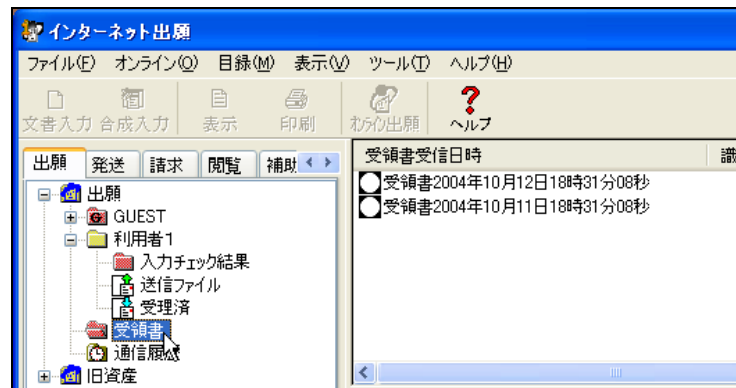 インターネット出願
ファイル(F) オンライン(O) 目録(M) 表示(V) ツール(T) ヘルプ(H)
文書入力 合成入力 表示 印刷 オンライン出願 ヘルプ
出願 発送 請求 閲覧 補助
受領書受信日時 識
受領書2004年10月12日18時31分08秒
受領書2004年10月11日18時31分08秒
出願
GUEST
利用者1
入力チェック結果
送信ファイル
受理済
受領書
通信履歴
旧資産